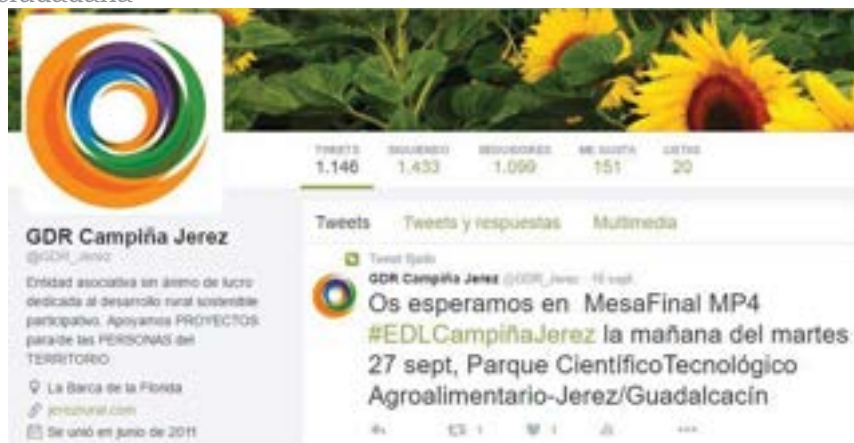 TWEETS SIGUIENDO SEGUIDORES ME GUSTA LISTAS
1.146 1.433 1.099 151 20
Tweets Tweets y respuestas Multimedia
GDR Campiña Jerez
@GDR_Jerez
Entidad asociativa sin ánimo de lucro
dedicada al desarrollo rural sostenible
participativo. Apoyamos PROYECTOS
para/de las PERSONAS del
TERRITORIO
La Barca de la Florida
jerezrural.com
Se unió en junio de 2011
Tweet fijado
GDR Campiña Jerez @GDR_Jerez · 16 sept.
Os esperamos en MesaFinal MP4
#EDLCampiñaJerez la mañana del martes
27 sept, Parque CientíficoTecnológico
Agroalimentario-Jerez/Guadalcacín
1 1